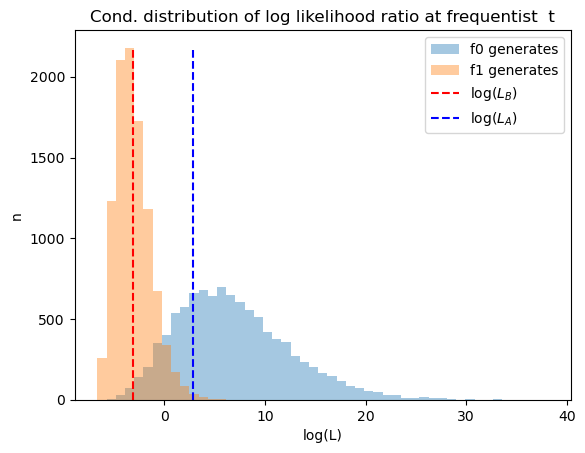 Cond. distribution of log likelihood ratio at frequentist  t
f0 generates
f1 generates
log(L_B)
log(L_A)
n
2000
1500
1000
500
0
0
10
20
30
40
log(L)